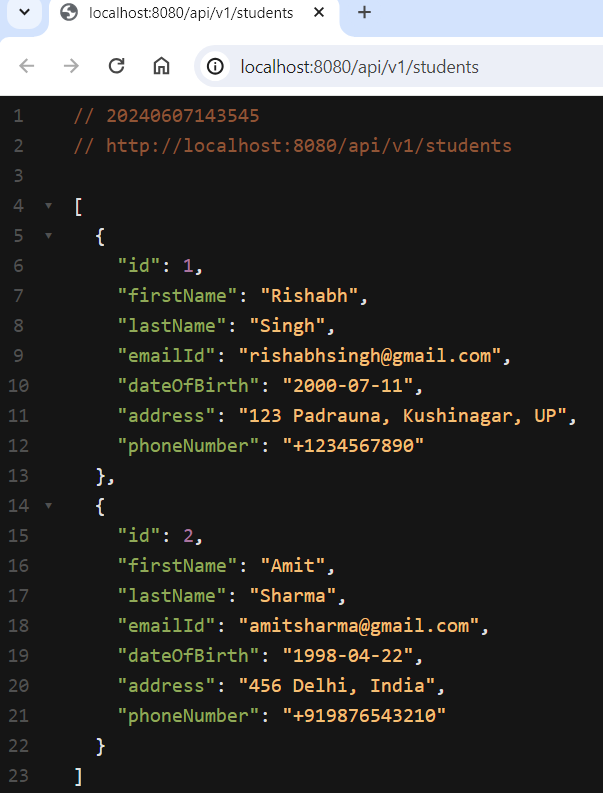 localhost:8080/api/v1/students
localhost:8080/api/v1/students
1 // 20240607143545
2 // http://localhost:8080/api/v1/students
3
4 [
5 {
6 "id": 1,
7 "firstName": "Rishabh",
8 "lastName": "Singh",
9 "emailId": "rishabhsingh@gmail.com",
10 "dateOfBirth": "2000-07-11",
11 "address": "123 Padrauna, Kushinagar, UP",
12 "phoneNumber": "+1234567890"
13 },
14 {
15 "id": 2,
16 "firstName": "Amit",
17 "lastName": "Sharma",
18 "emailId": "amitsharma@gmail.com",
19 "dateOfBirth": "1998-04-22",
20 "address": "456 Delhi, India",
21 "phoneNumber": "+919876543210"
22 }
23 ]